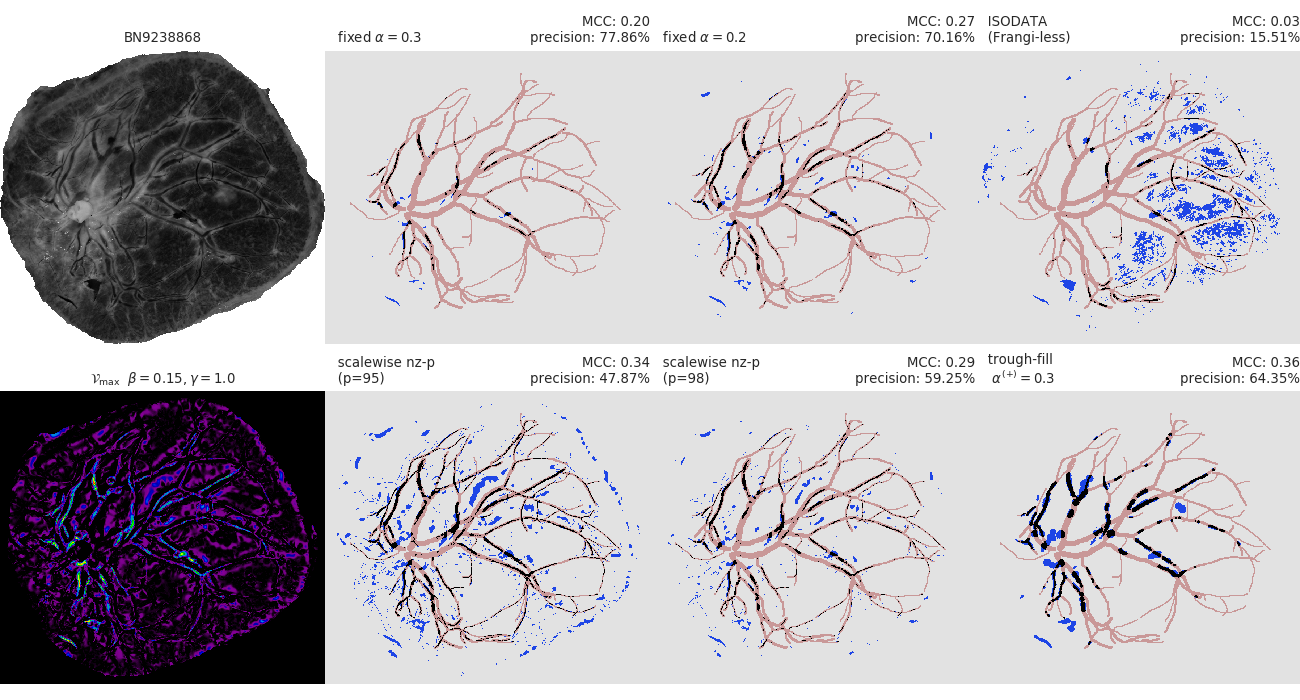 BN9238868
fixed α = 0.3
MCC: 0.20
precision: 77.86%
fixed α = 0.2
MCC: 0.27
precision: 70.16%
ISODATA
(Frangi-less)
MCC: 0.03
precision: 15.51%
𝒱max β = 0.15, γ = 1.0
scalewise nz-p
(p=95)
MCC: 0.34
precision: 47.87%
scalewise nz-p
(p=98)
MCC: 0.29
precision: 59.25%
trough-fill
α(+) = 0.3
MCC: 0.36
precision: 64.35%